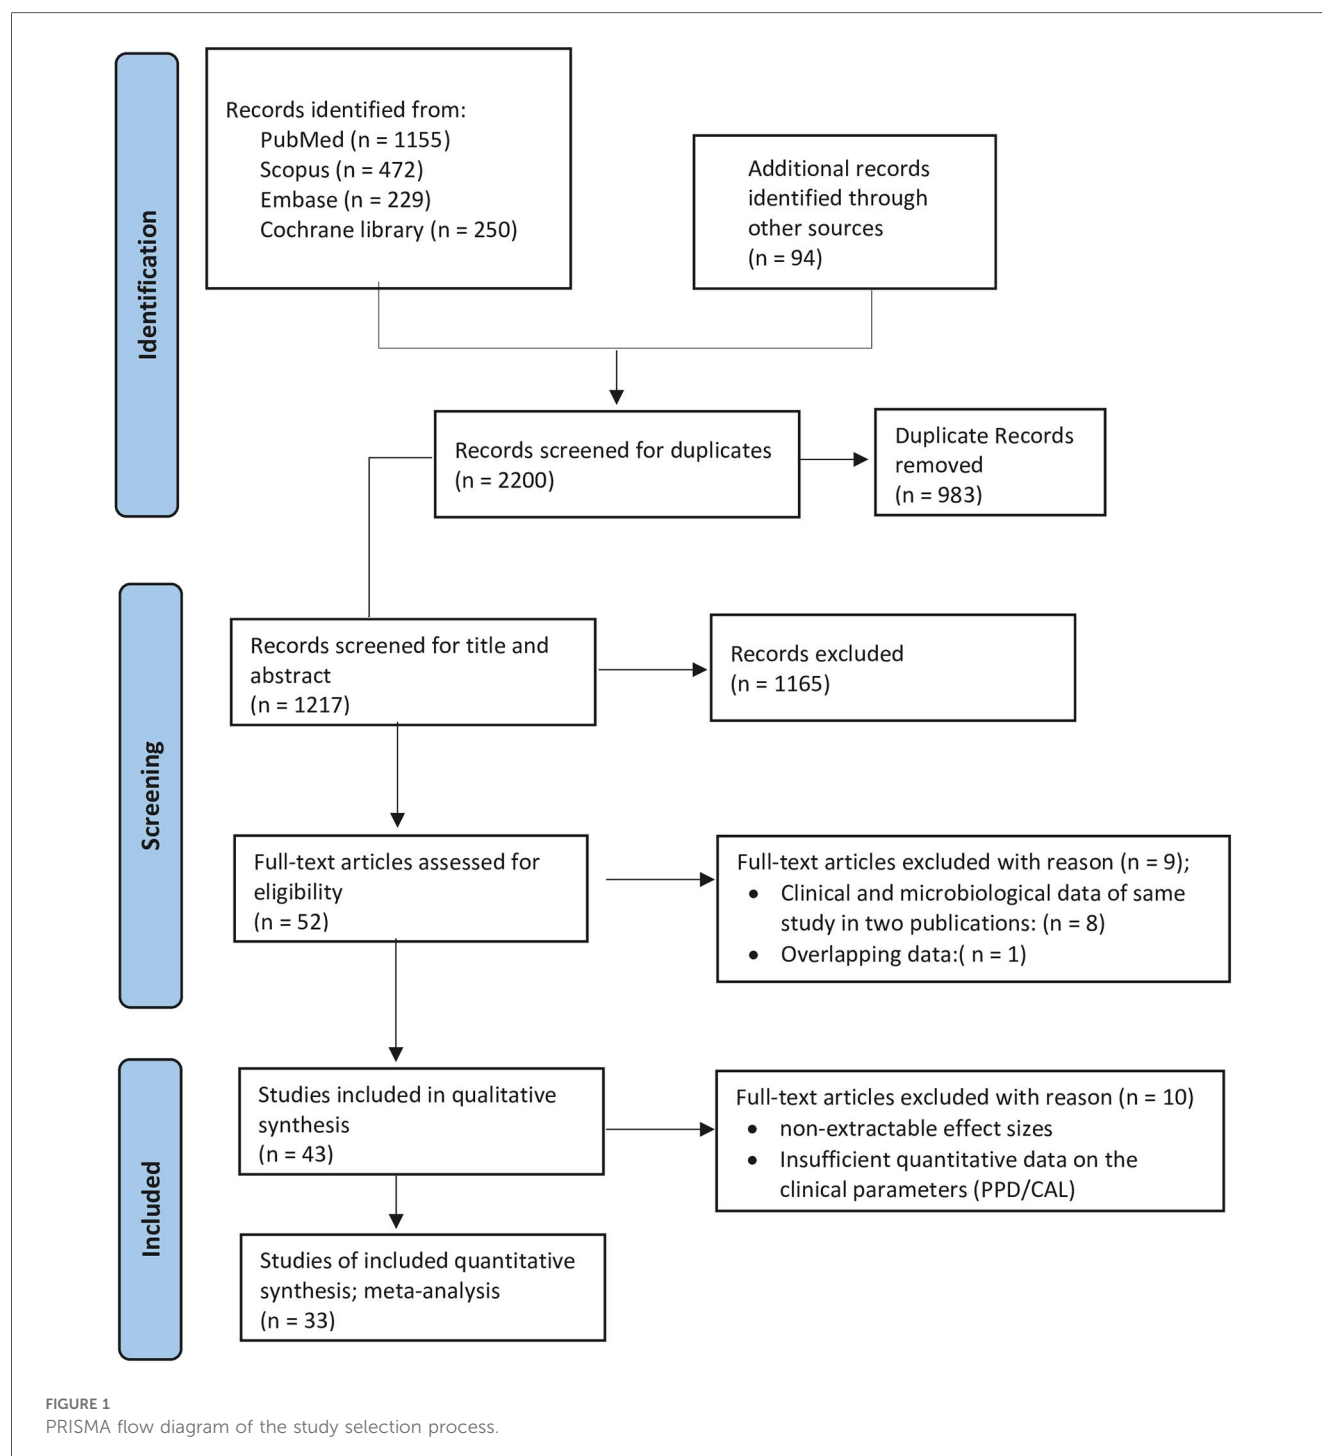 Identification
Records identified from:
PubMed (n = 1155)
Scopus (n = 472)
Embase (n = 229)
Cochrane library (n = 250)
Additional records
identified through
other sources
(n = 94)
Records screened for duplicates
(n = 2200)
Duplicate Records
removed
(n = 983)
Screening
Records screened for title and
abstract
(n = 1217)
Records excluded
(n = 1165)
Full-text articles assessed for
eligibility
(n = 52)
Full-text articles excluded with reason (n = 9);
• Clinical and microbiological data of same
study in two publications: (n = 8)
• Overlapping data:( n = 1)
Included
Studies included in qualitative
synthesis
(n = 43)
Full-text articles excluded with reason (n = 10)
• non-extractable effect sizes
• Insufficient quantitative data on the
clinical parameters (PPD/CAL)
Studies of included quantitative
synthesis; meta-analysis
(n = 33)
FIGURE 1
PRISMA flow diagram of the study selection process.